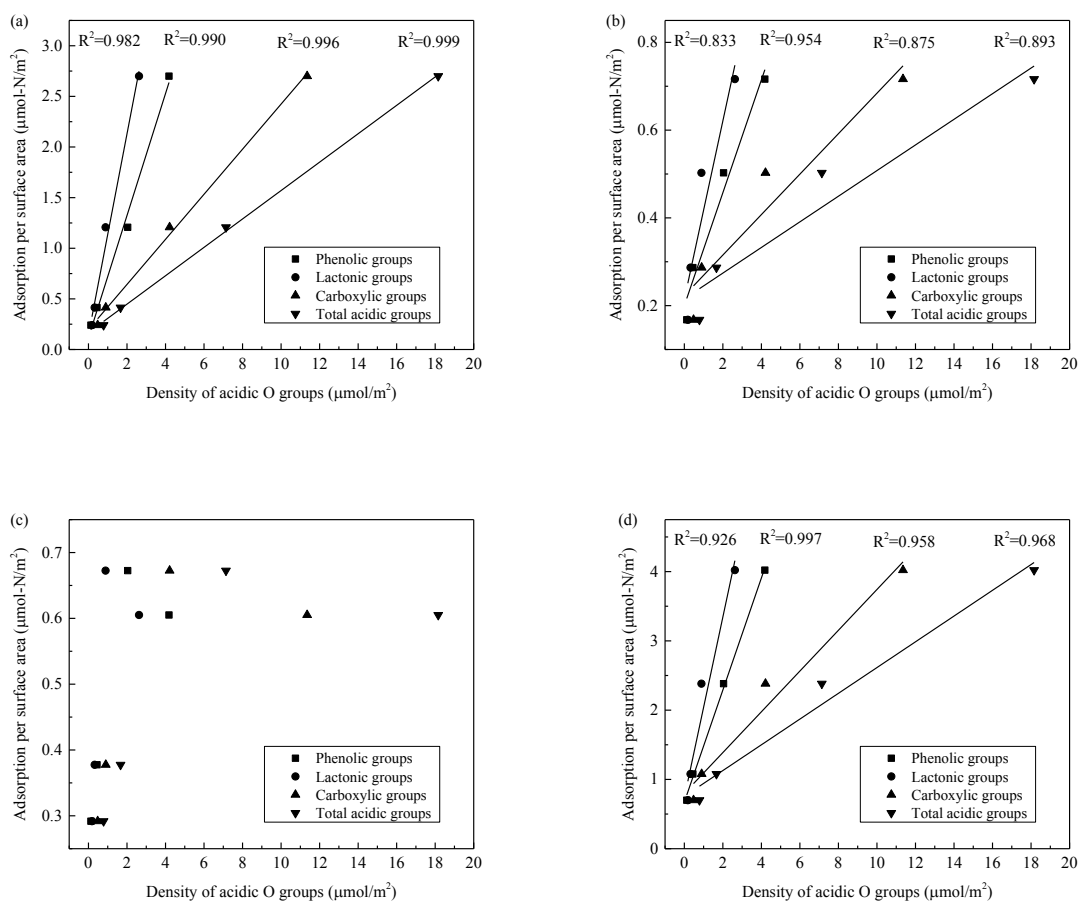 (a)
R²=0.982 R²=0.990 R²=0.996 R²=0.999
Adsorption per surface area (μmol-N/m²)
3.0
2.5
2.0
1.5
1.0
0.5
0.0
Phenolic groups
Lactonic groups
Carboxylic groups
Total acidic groups
0 2 4 6 8 10 12 14 16 18 20
Density of acidic O groups (μmol/m²)
(b)
R²=0.833 R²=0.954 R²=0.875 R²=0.893
Adsorption per surface area (μmol-N/m²)
0.8
0.6
0.4
0.2
Phenolic groups
Lactonic groups
Carboxylic groups
Total acidic groups
0 2 4 6 8 10 12 14 16 18 20
Density of acidic O groups (μmol/m²)
(c)
Adsorption per surface area (μmol-N/m²)
0.7
0.6
0.5
0.4
0.3
Phenolic groups
Lactonic groups
Carboxylic groups
Total acidic groups
0 2 4 6 8 10 12 14 16 18 20
Density of acidic O groups (μmol/m²)
(d)
R²=0.926 R²=0.997 R²=0.958 R²=0.968
Adsorption per surface area (μmol-N/m²)
4
3
2
1
0
Phenolic groups
Lactonic groups
Carboxylic groups
Total acidic groups
0 2 4 6 8 10 12 14 16 18 20
Density of acidic O groups (μmol/m²)